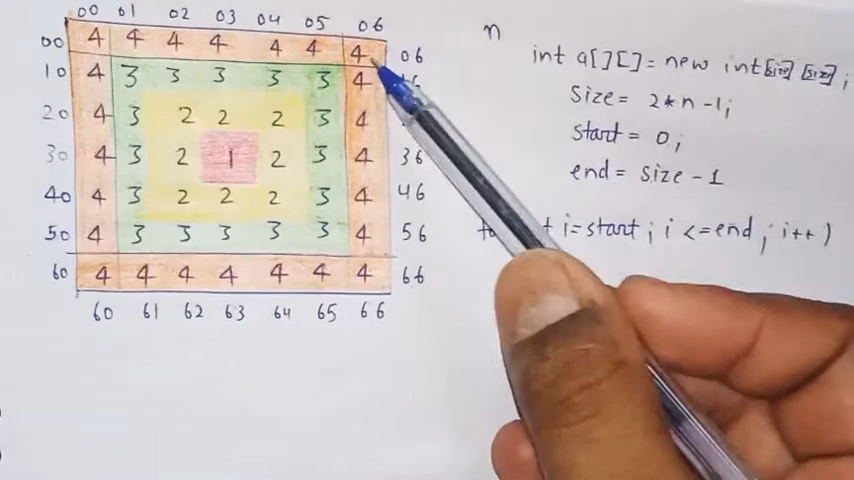 00 01 02 03 04 05 06
00 4 4 4 4 4 4 4 06
10 4 3 3 3 3 3 4
20 4 3 2 2 2 3 4
30 4 3 2 1 2 3 4 36
40 4 3 2 2 2 3 4 46
50 4 3 3 3 3 3 4 56
60 4 4 4 4 4 4 4 66
60 61 62 63 64 65 66
n
int a[][]= new int[size][size];
size = 2*n-1;
start = 0;
end = size -1
i=start; i <=end; i++)